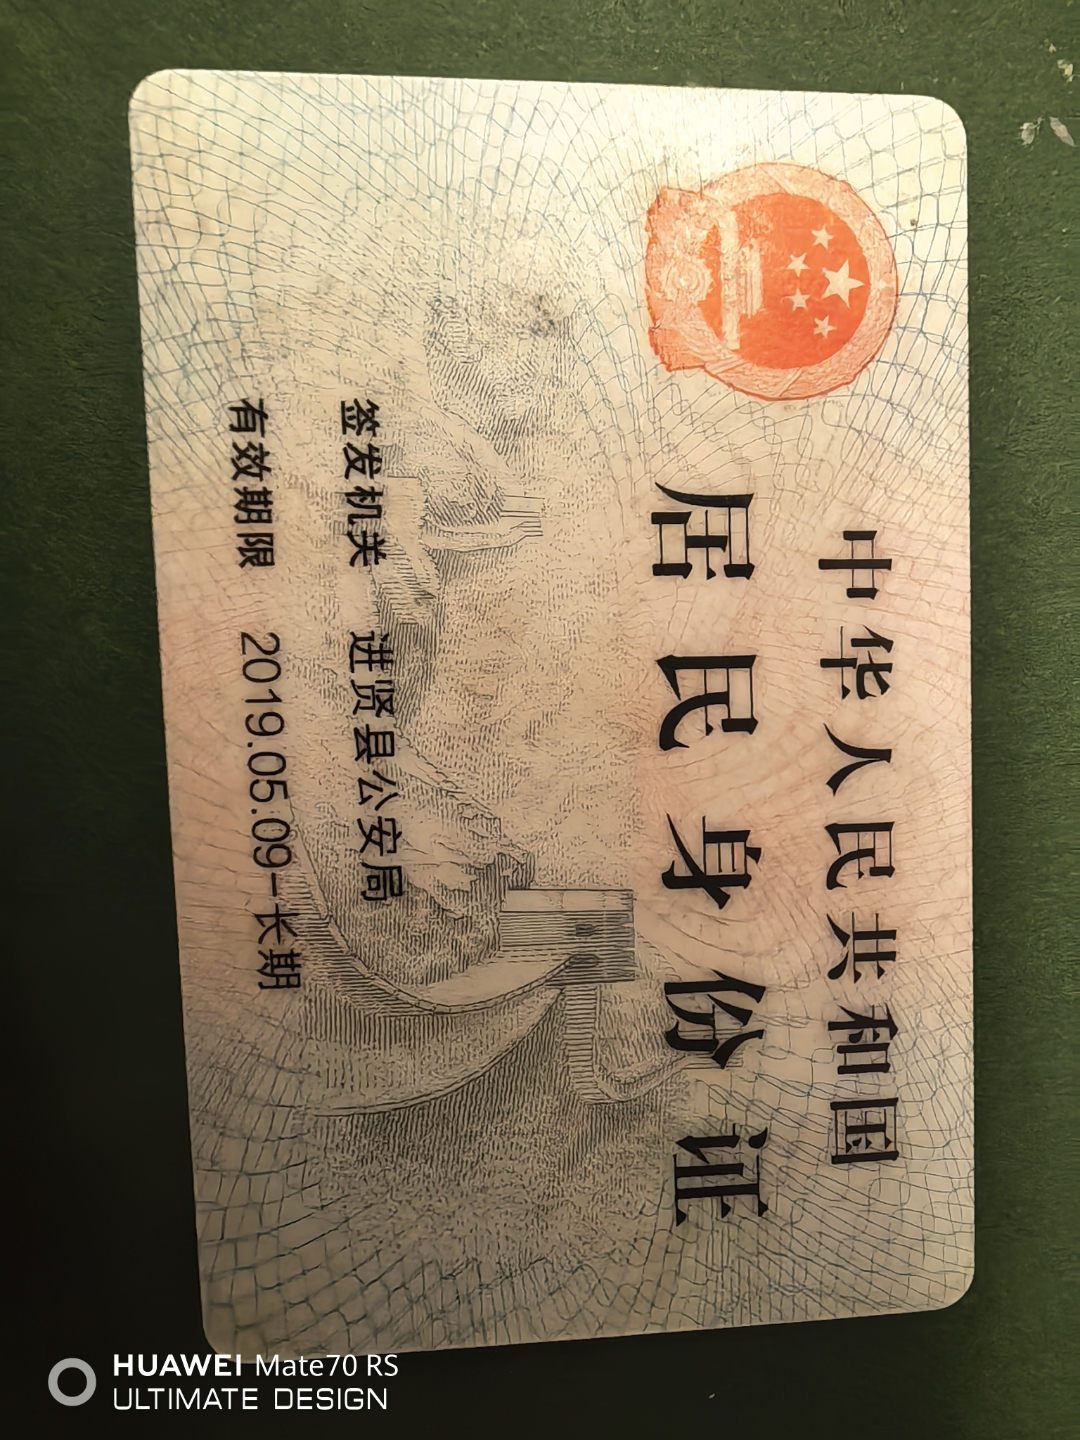 中华人民共和国
居民身份证
签发机关 进贤县公安局
有效期限 2019.05.09-长期
HUAWEI Mate70 RS
ULTIMATE DESIGN